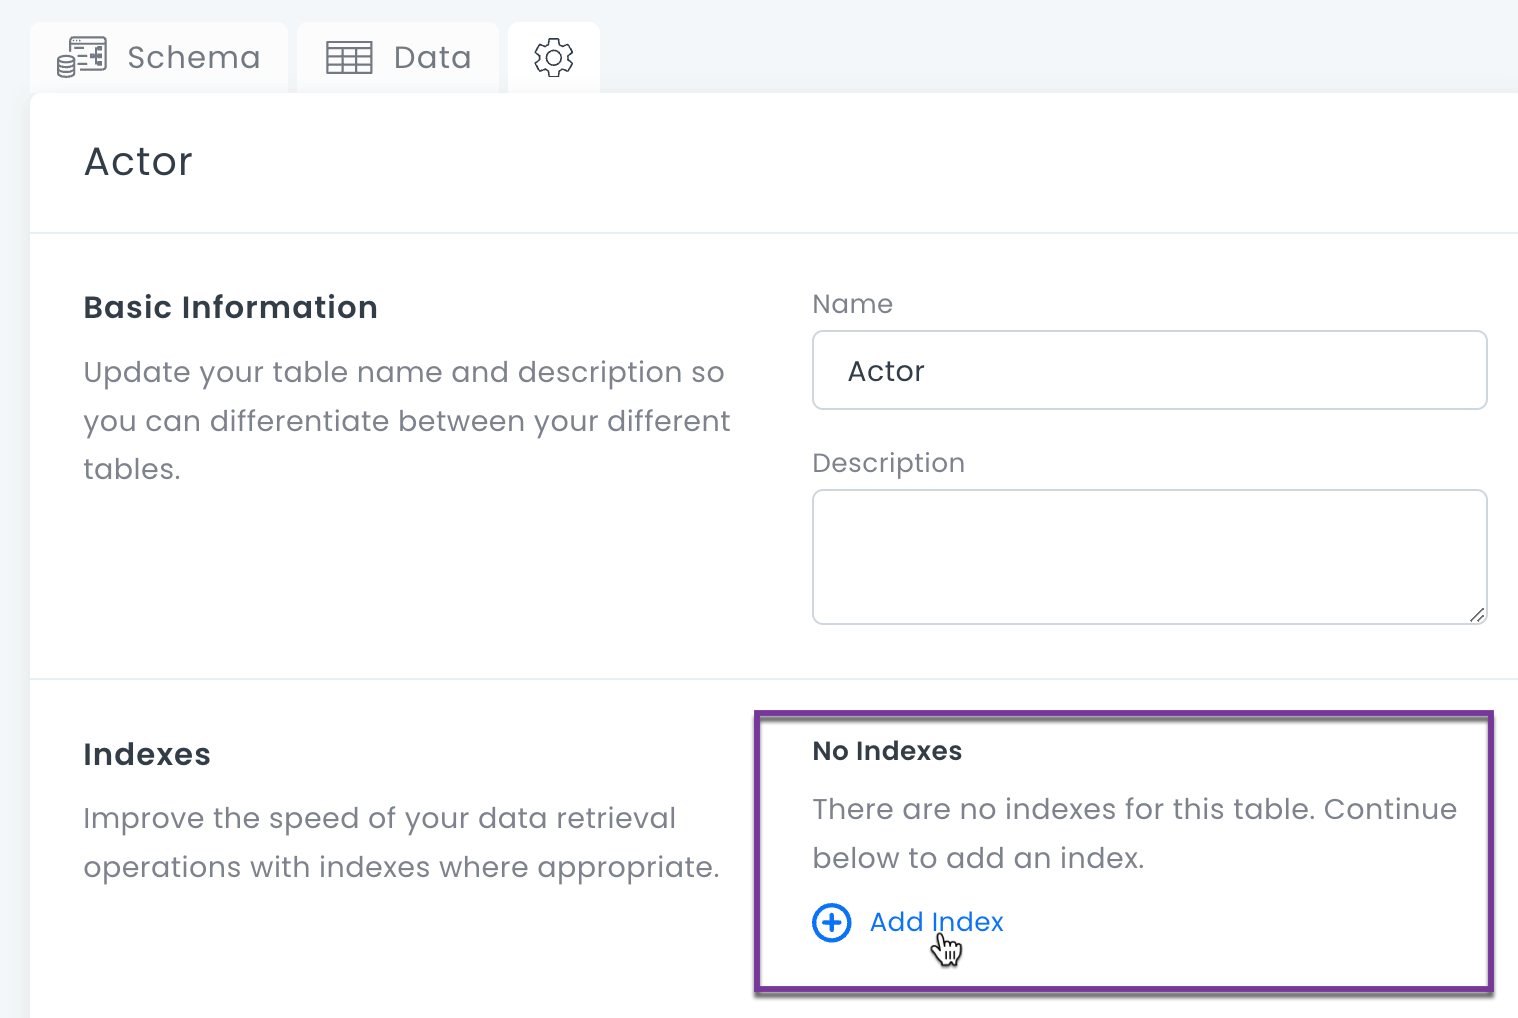 Schema
Data
Actor
Basic Information
Update your table name and description so
you can differentiate between your different
tables.
Name
Actor
Description
Indexes
Improve the speed of your data retrieval
operations with indexes where appropriate.
No Indexes
There are no indexes for this table. Continue
below to add an index.
Add Index